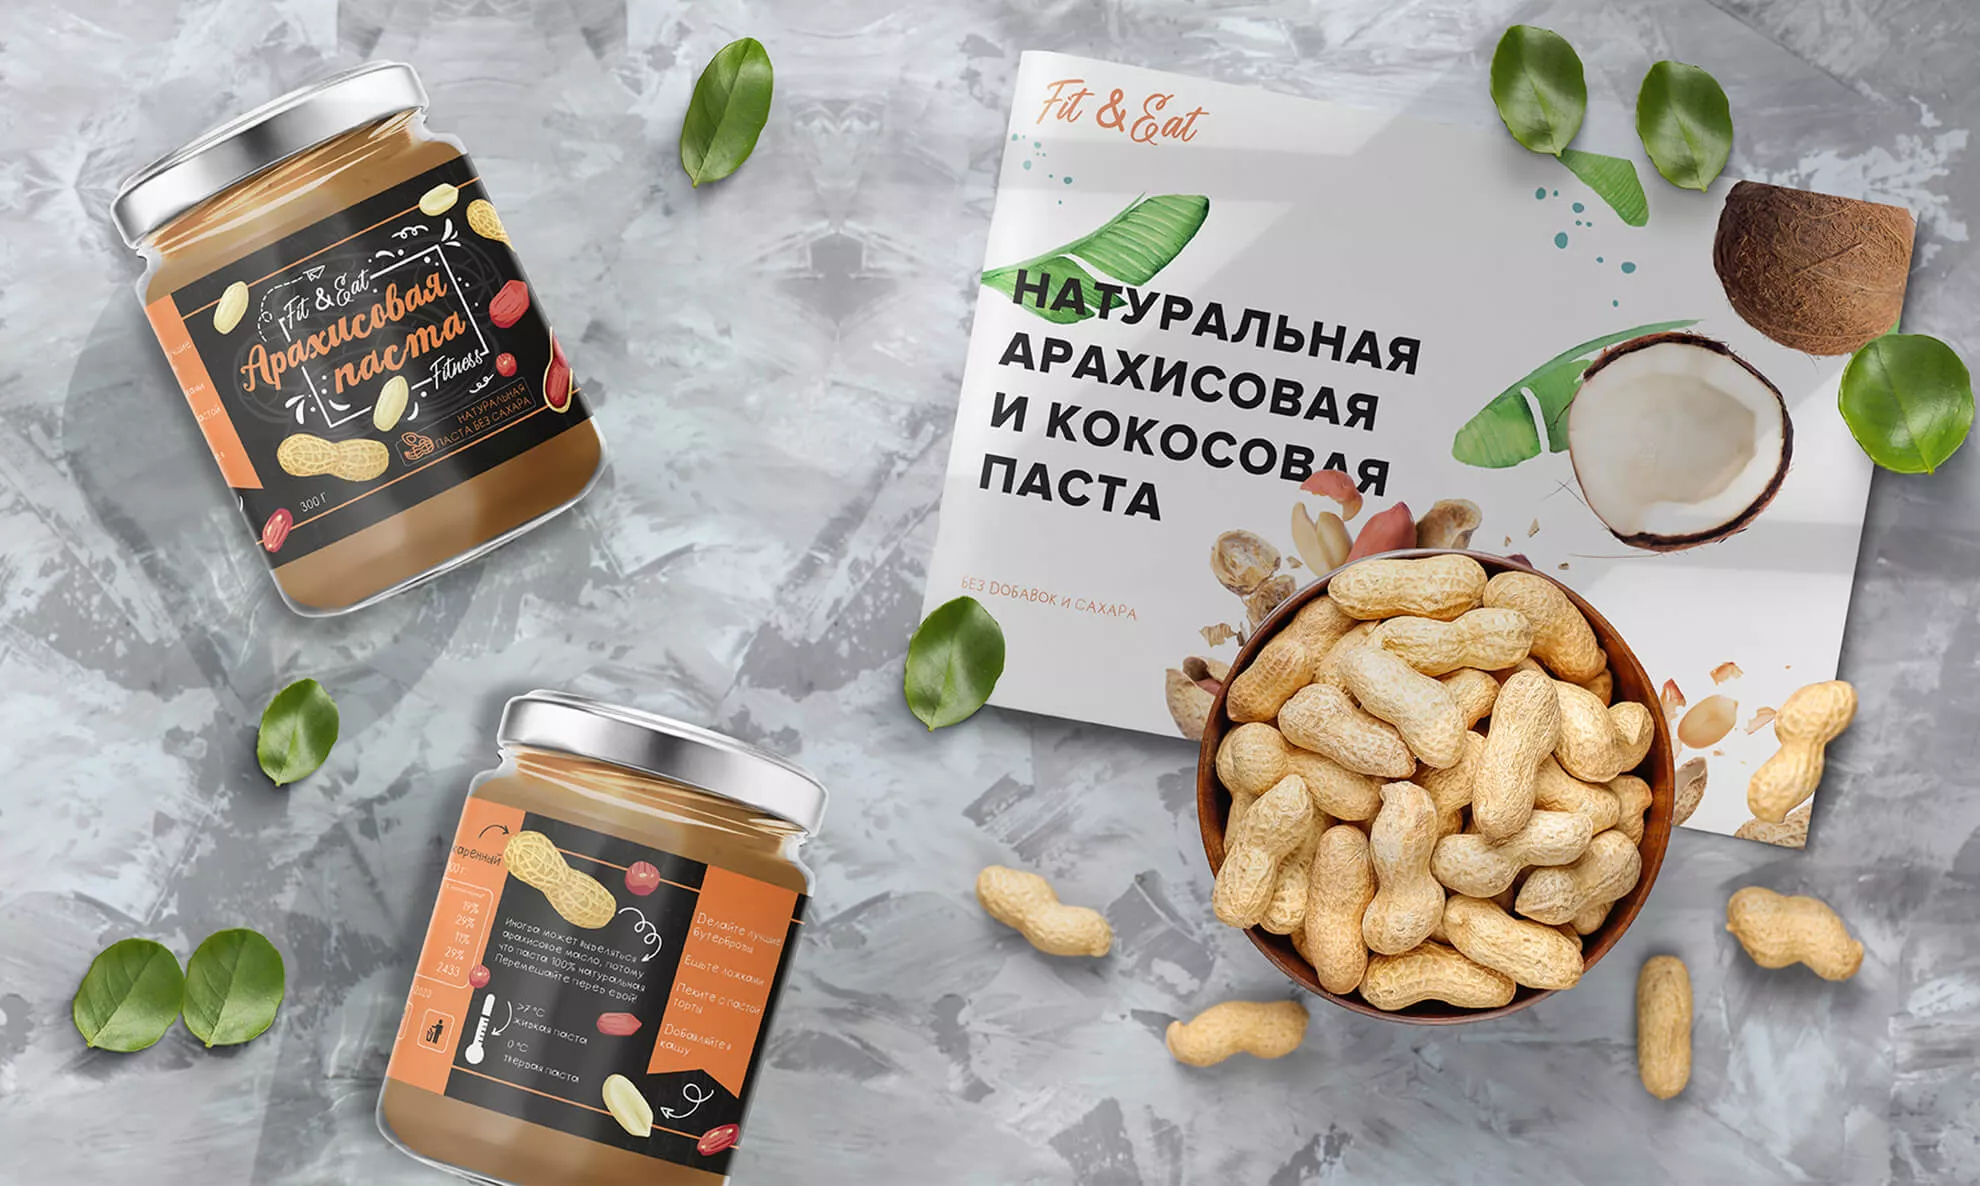 Fit & Eat
Арахисовая
паста
Fitness
НАТУРАЛЬНАЯ
ПАСТА БЕЗ САХАРА
300 Г
Fit & Eat
НАТУРАЛЬНАЯ
АРАХИСОВАЯ
И КОКОСОВАЯ
ПАСТА
БЕЗ ДОБАВОК И САХАРА
19%
29%
11%
29%
2433
2020
Иногда может выделяться
арахисовое масло, потому
что паста 100% натуральная
Перемешайте перед едой!
>7 °C
жидкая паста
0 °C
твердая паста
Делайте лучшие
бутерброды
Ешьте ложками
Пеките с пастой
торты
Добавляйте в
кашу